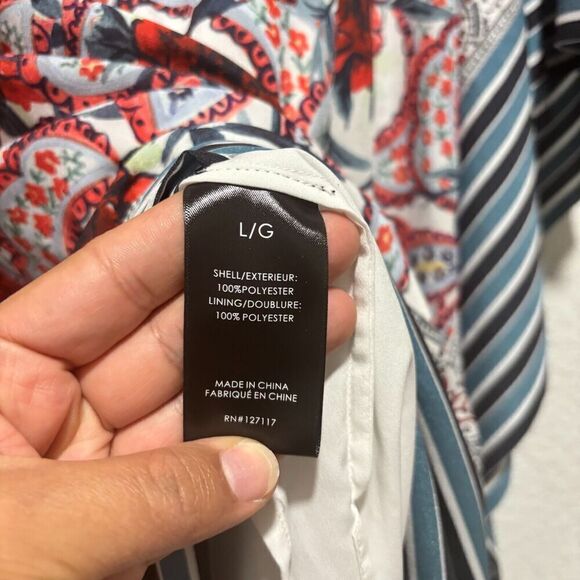 L/G
SHELL/EXTERIEUR:
100%POLYESTER
LINING/DOUBLURE:
100% POLYESTER
MADE IN CHINA
FABRIQUÉ EN CHINE
RN#127117